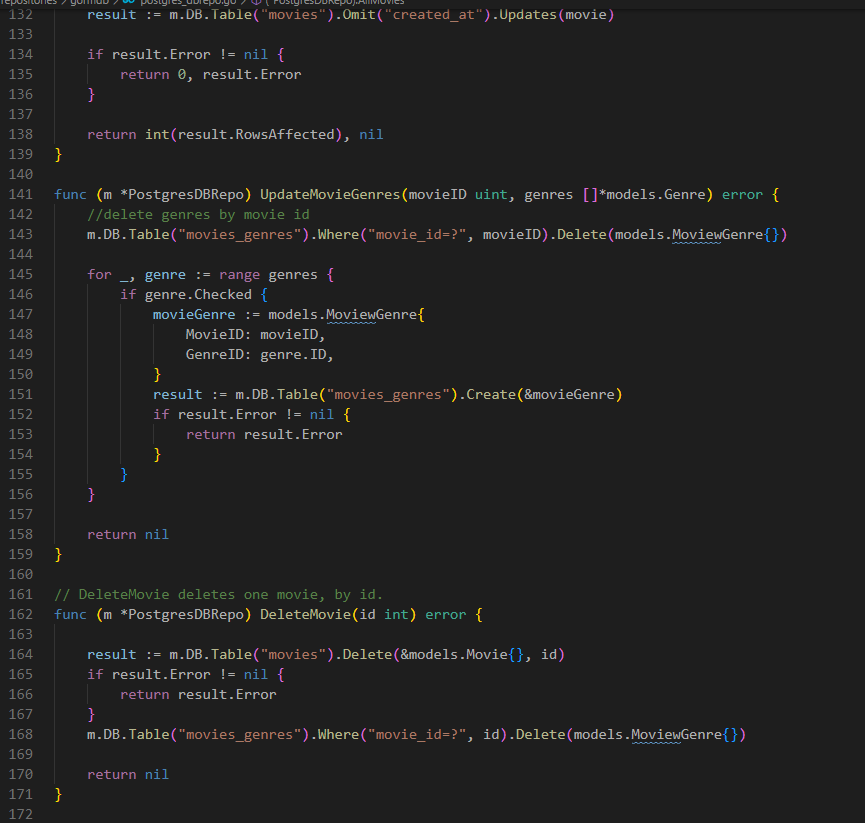 repositories > gormdb > postgres_dbrepo.go > (*PostgresDBRepo).AllMovies
132 result := m.DB.Table("movies").Omit("created_at").Updates(movie)
133
134 if result.Error != nil {
135 return 0, result.Error
136 }
137
138 return int(result.RowsAffected), nil
139 }
140
141 func (m *PostgresDBRepo) UpdateMovieGenres(movieID uint, genres []*models.Genre) error {
142 //delete genres by movie id
143 m.DB.Table("movies_genres").Where("movie_id=?", movieID).Delete(models.MoviewGenre{})
144
145 for _, genre := range genres {
146 if genre.Checked {
147 movieGenre := models.MoviewGenre{
148 MovieID: movieID,
149 GenreID: genre.ID,
150 }
151 result := m.DB.Table("movies_genres").Create(&movieGenre)
152 if result.Error != nil {
153 return result.Error
154 }
155 }
156 }
157
158 return nil
159 }
160
161 // DeleteMovie deletes one movie, by id.
162 func (m *PostgresDBRepo) DeleteMovie(id int) error {
163
164 result := m.DB.Table("movies").Delete(&models.Movie{}, id)
165 if result.Error != nil {
166 return result.Error
167 }
168 m.DB.Table("movies_genres").Where("movie_id=?", id).Delete(models.MoviewGenre{})
169
170 return nil
171 }
172